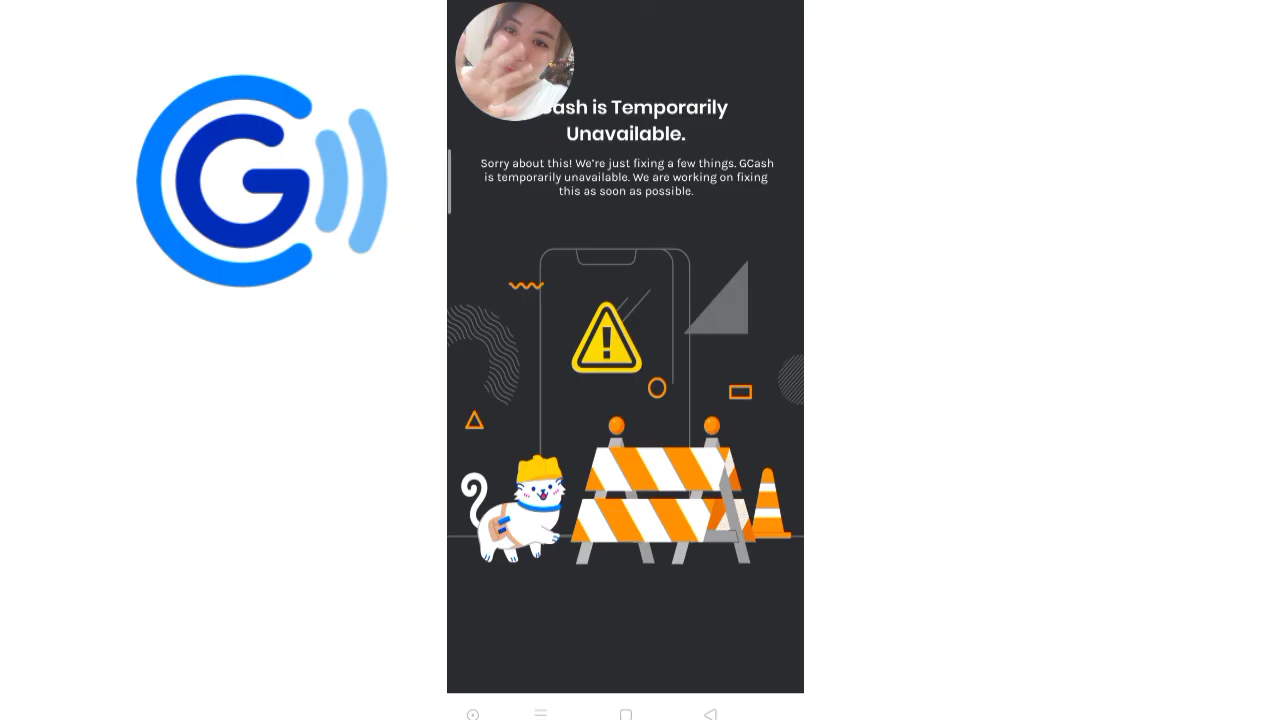 ash is Temporarily
Unavailable.
Sorry about this! We're just fixing a few things. GCash
is temporarily unavailable. We are working on fixing
this as soon as possible.